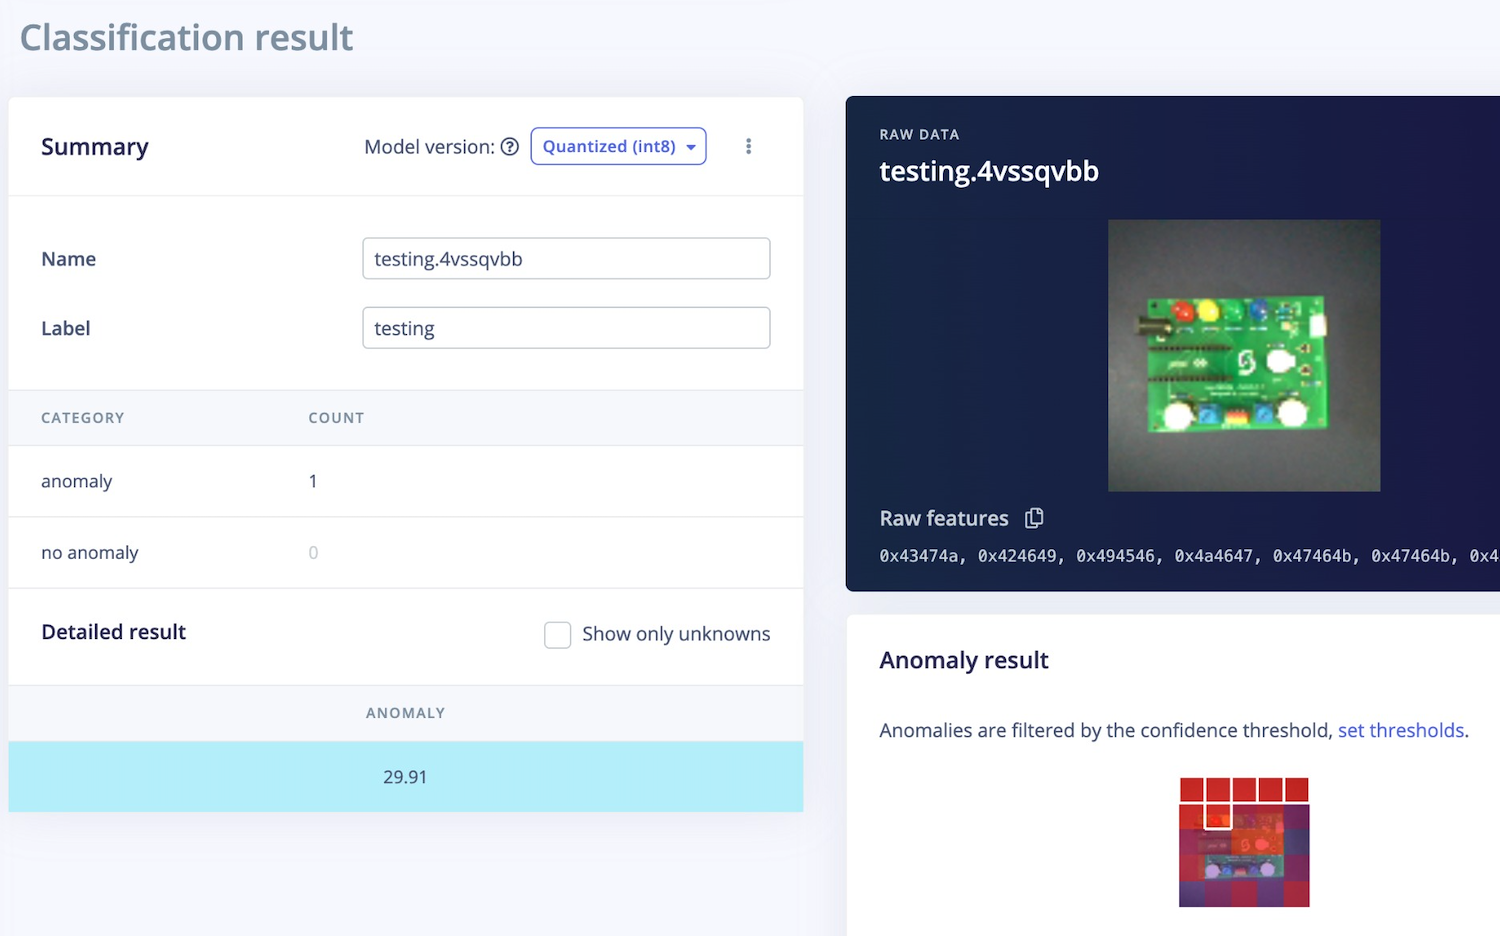 Classification result
Summary
Model version:
Quantized (int8)
Name
testing.4vssqvbb
Label
testing
CATEGORY COUNT
anomaly 1
no anomaly 0
Detailed result
Show only unknowns
ANOMALY
29.91
RAW DATA
testing.4vssqvbb
Raw features
0x43474a, 0x424649, 0x494546, 0x4a4647, 0x47464b, 0x47464b, 0x4
Anomaly result
Anomalies are filtered by the confidence threshold, set thresholds.